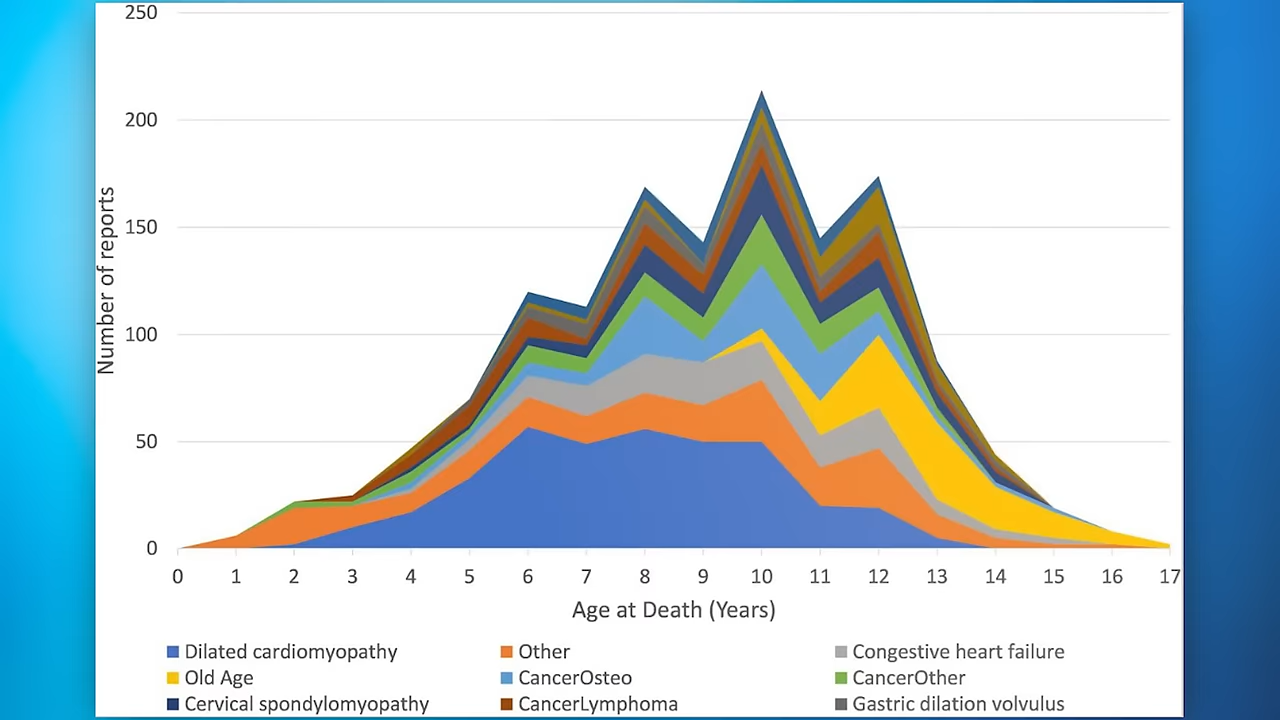 250
200
150
100
50
0
Number of reports
0 1 2 3 4 5 6 7 8 9 10 11 12 13 14 15 16 17
Age at Death (Years)
Dilated cardiomyopathy Other Congestive heart failure
Old Age CancerOsteo CancerOther
Cervical spondylomyopathy CancerLymphoma Gastric dilation volvulus